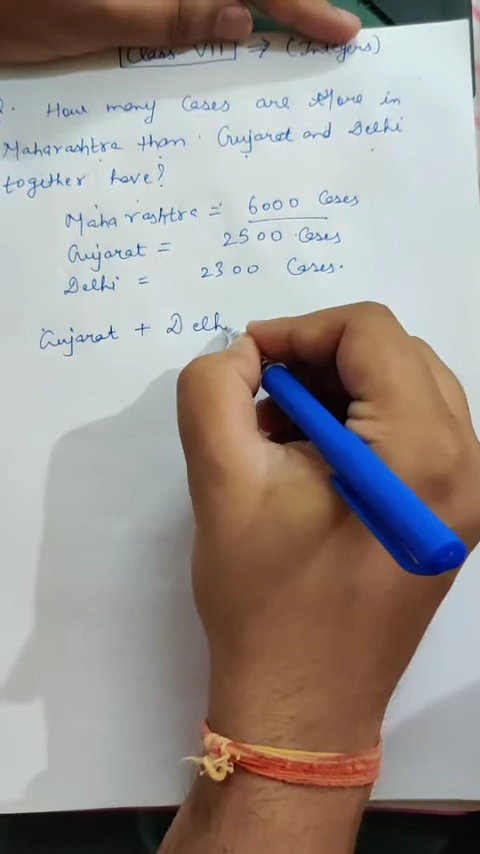 Class VII ⇒ (Integers)
Q. How many Cases are More in
Maharashtra than Gujarat and Delhi
together have?
Maharashtra = 6000 Cases
Gujarat = 2500 Cases
Delhi = 2300 Cases.
Gujarat + Delh